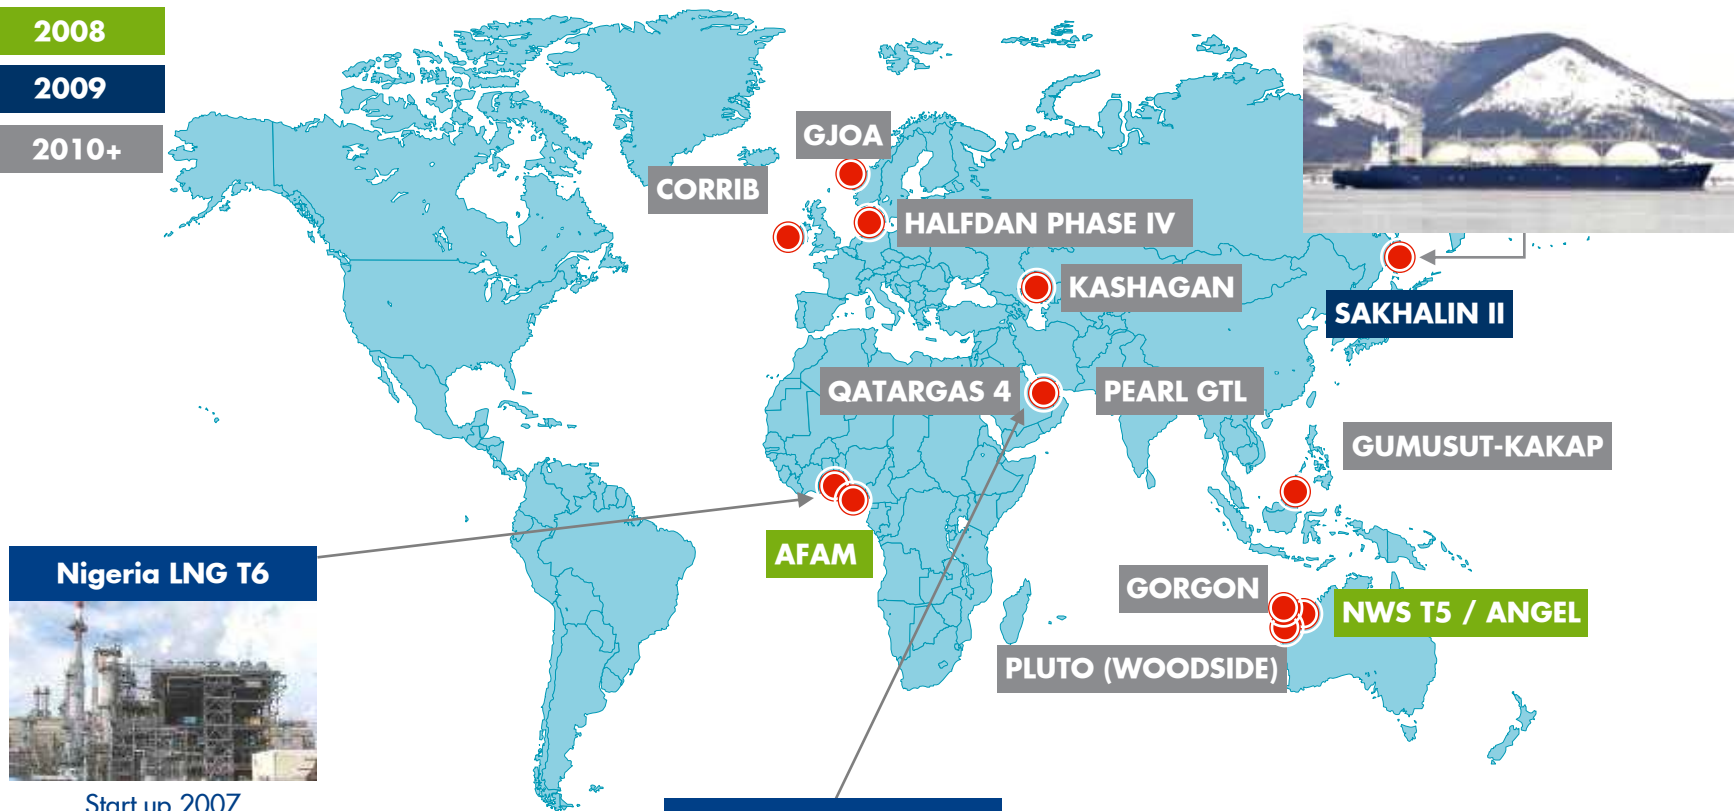 2008
2009
2010+
GJOA
CORRIB
HALFDAN PHASE IV
KASHAGAN
SAKHALIN II
QATARGAS 4
PEARL GTL
GUMUSUT-KAKAP
AFAM
Nigeria LNG T6
GORGON
NWS T5 / ANGEL
PLUTO (WOODSIDE)
Start up 2007